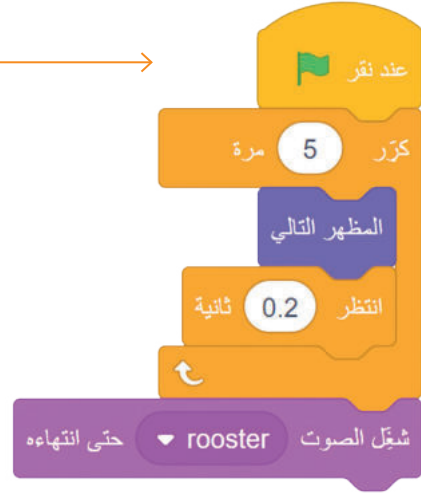 عند نقر
كرّر 5 مرة
المظهر التالي
انتظر 0.2 ثانية
شغّل الصوت rooster حتى انتهاءه